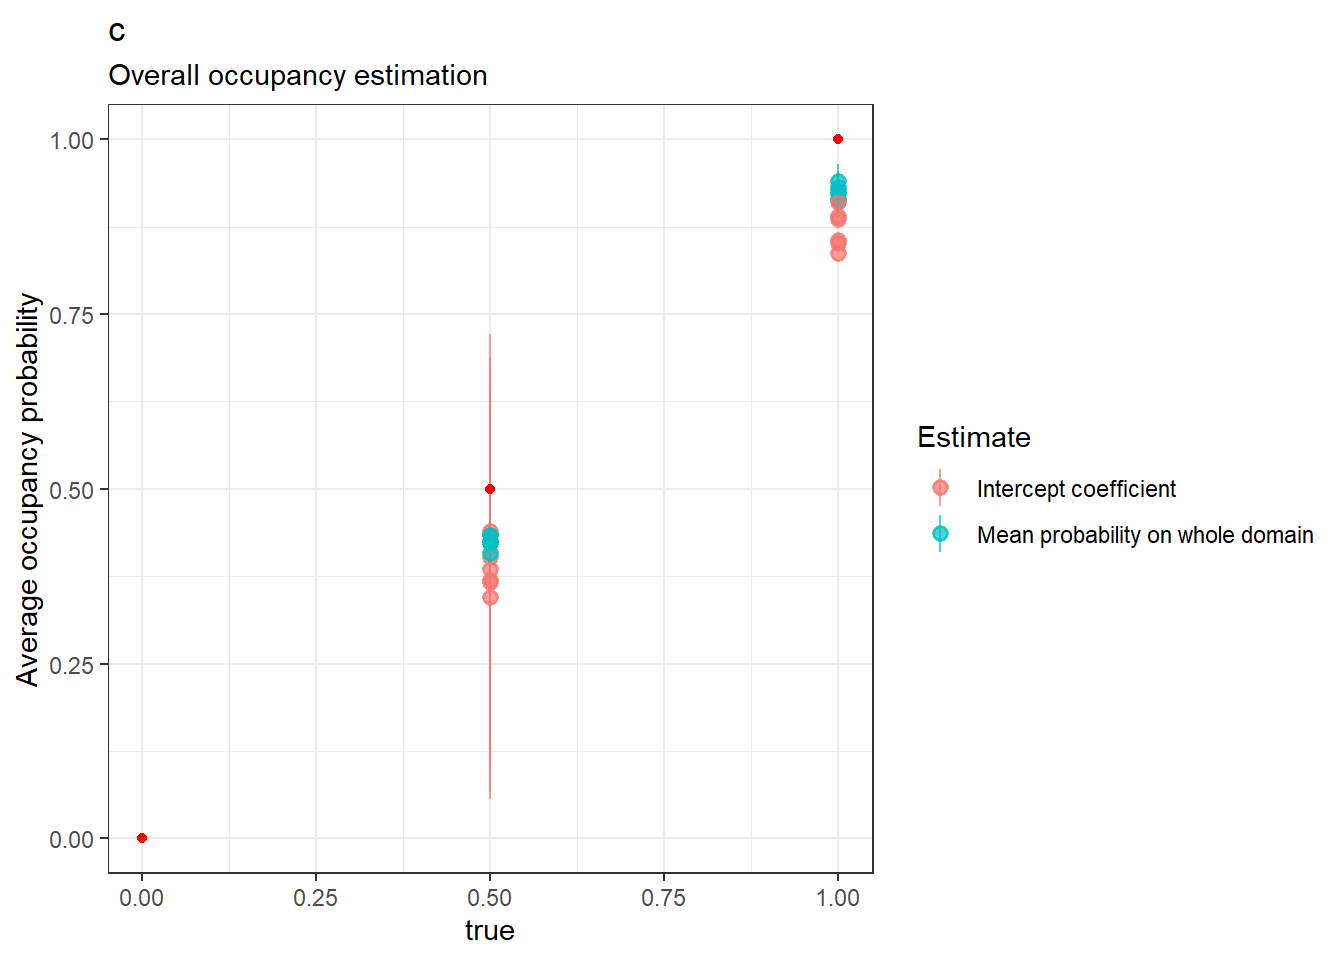 c
Overall occupancy estimation
Average occupancy probability
1.00
0.75
0.50
0.25
0.00
0.00 0.25 0.50 0.75 1.00
true
Estimate
Intercept coefficient
Mean probability on whole domain